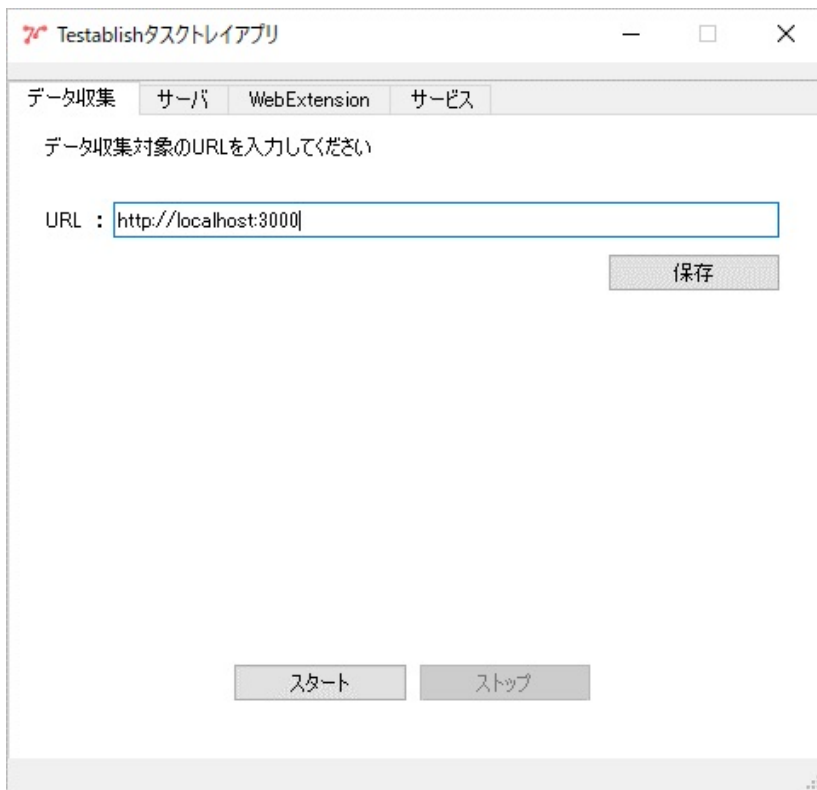 Testablishタスクトレイアプリ
データ収集 サーバ WebExtension サービス
データ収集対象のURLを入力してください
URL : http://localhost:3000
保存
スタート ストップ